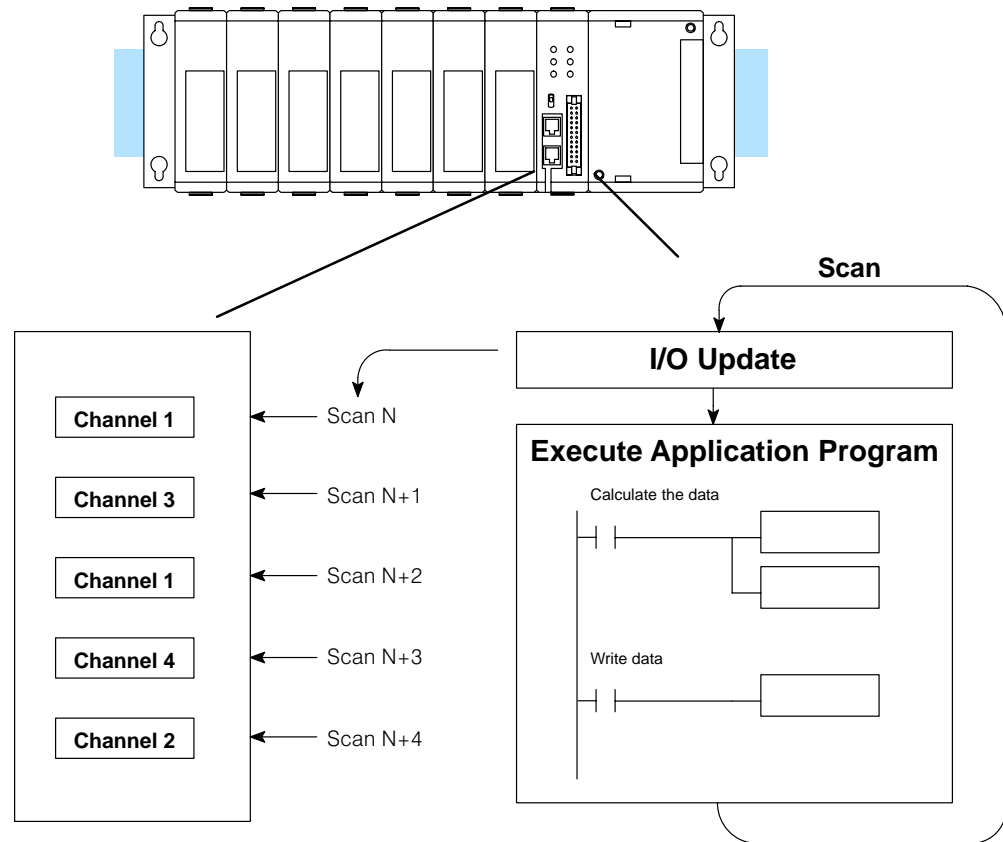 Scan
I/O Update
Execute Application Program
Calculate the data
Write data
Channel 1
Scan N
Channel 3
Scan N+1
Channel 1
Scan N+2
Channel 4
Scan N+3
Channel 2
Scan N+4